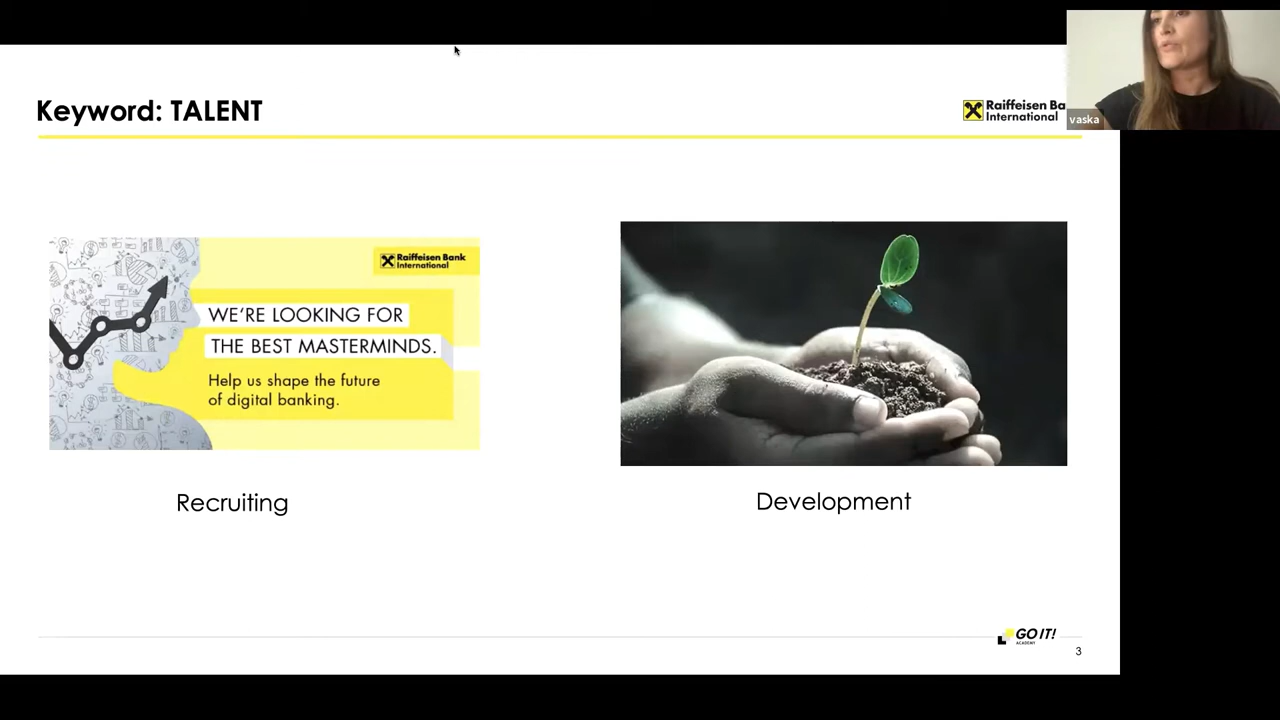 Keyword: TALENT
Raiffeisen Ba
International
vaska
Raiffeisen Bank
International
WE'RE LOOKING FOR
THE BEST MASTERMINDS.
Help us shape the future
of digital banking.
Recruiting
Development
GO IT!
ACADEMY
3